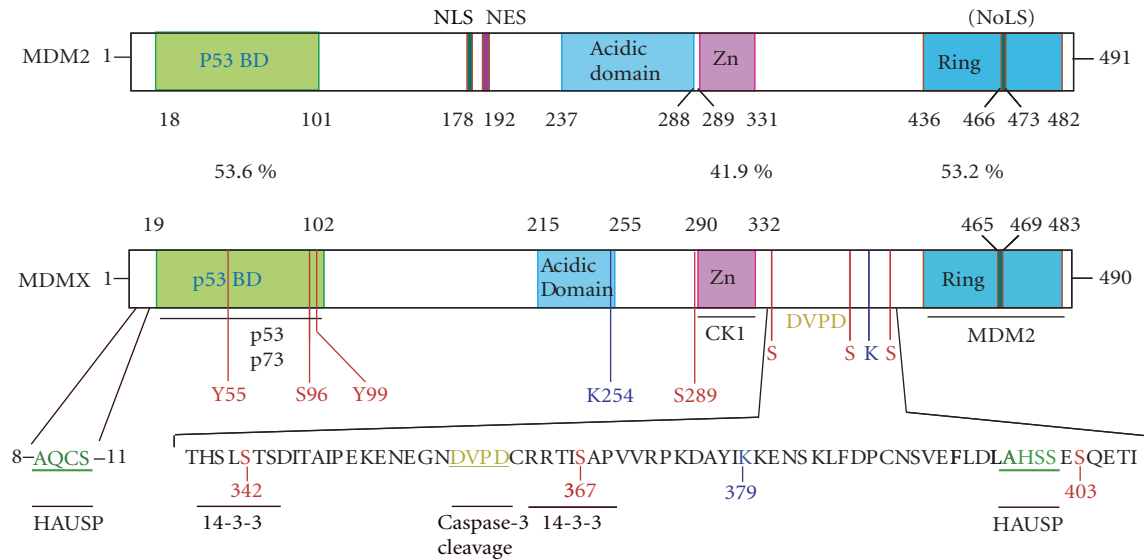 NLS NES (NoLS)
MDM2 1 P53 BD Acidic domain Zn Ring 491
18 101 178 192 237 288 289 331 436 466 473 482
53.6 % 41.9 % 53.2 %
19 102 215 255 290 332 465 469 483
MDMX 1 p53 BD Acidic Domain Zn Ring 490
p53 CK1 DVPD MDM2
p73 S S K S
Y55 S96 Y99 K254 S289
8 AQCS 11 THSLSTSDITAIPEKENEGNDVPDCRRTISAPVVRPKDAYIKKENSKLFDPCNSVEFLDLAHSSESQETI
342 367 379 403
HAUSP 14-3-3 Caspase-3 14-3-3 HAUSP
cleavage